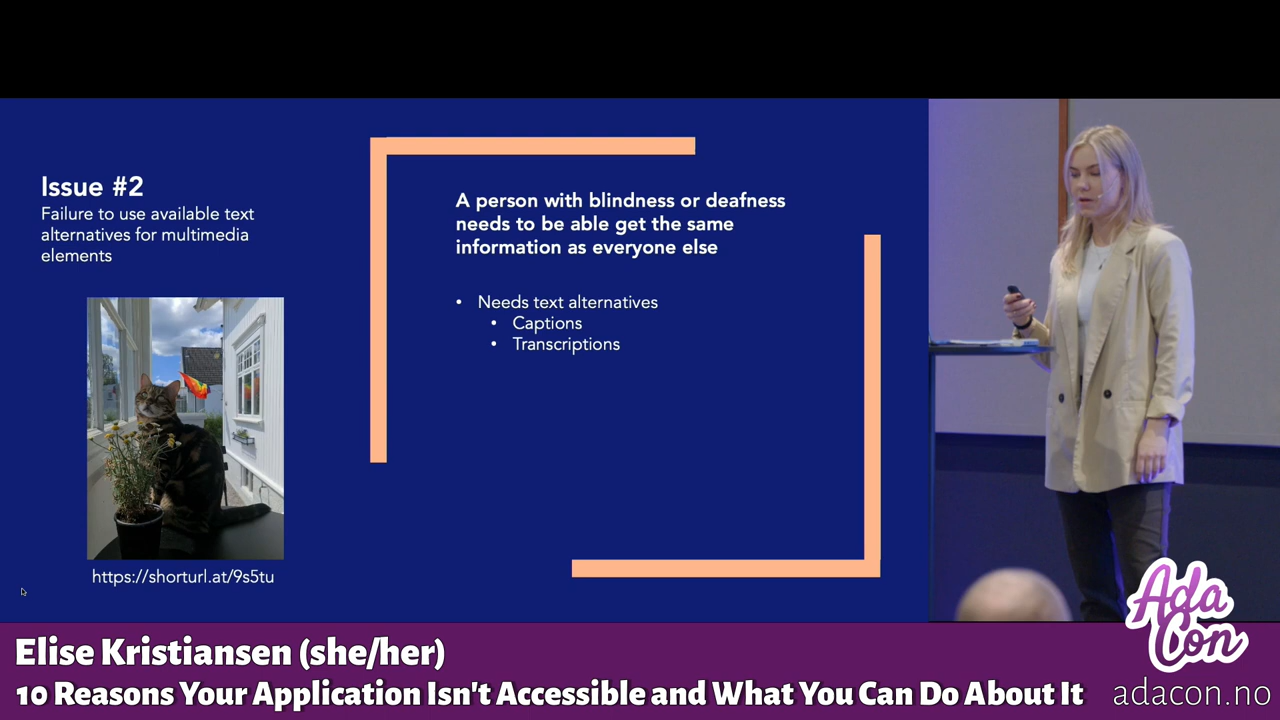 Issue #2
Failure to use available text
alternatives for multimedia
elements
https://shorturl.at/9s5tu
A person with blindness or deafness
needs to be able get the same
information as everyone else
• Needs text alternatives
• Captions
• Transcriptions
Elise Kristiansen (she/her)
10 Reasons Your Application Isn't Accessible and What You Can Do About It
Ada
Con
adacon.no